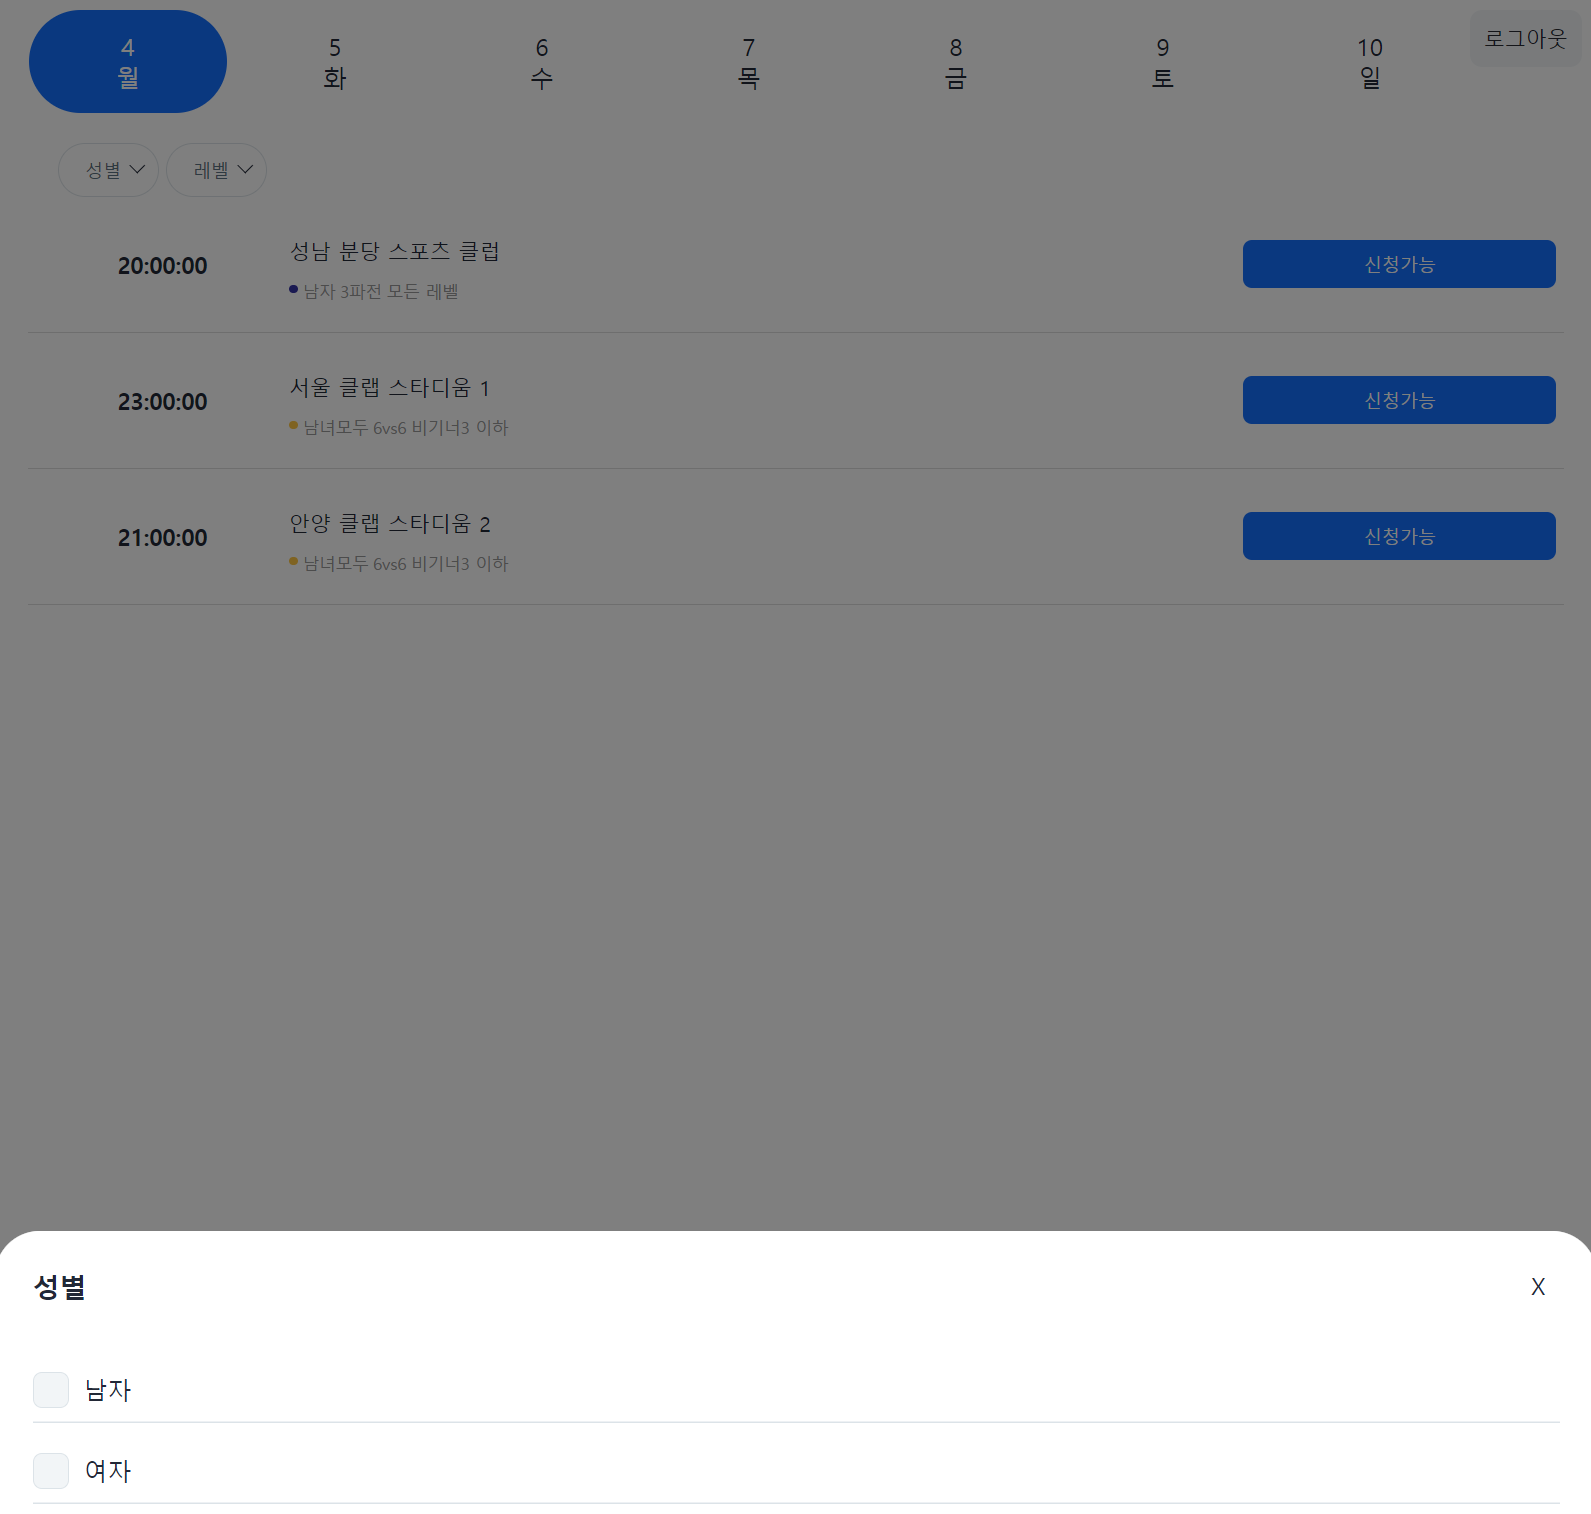 4 5 6 7 8 9 10 로그아웃
월 화 수 목 금 토 일
성별 레벨
20:00:00 성남 분당 스포츠 클럽 신청가능
남자 3파전 모든 레벨
23:00:00 서울 클랩 스타디움 1 신청가능
남녀모두 6vs6 비기너3 이하
21:00:00 안양 클랩 스타디움 2 신청가능
남녀모두 6vs6 비기너3 이하
성별 X
남자
여자